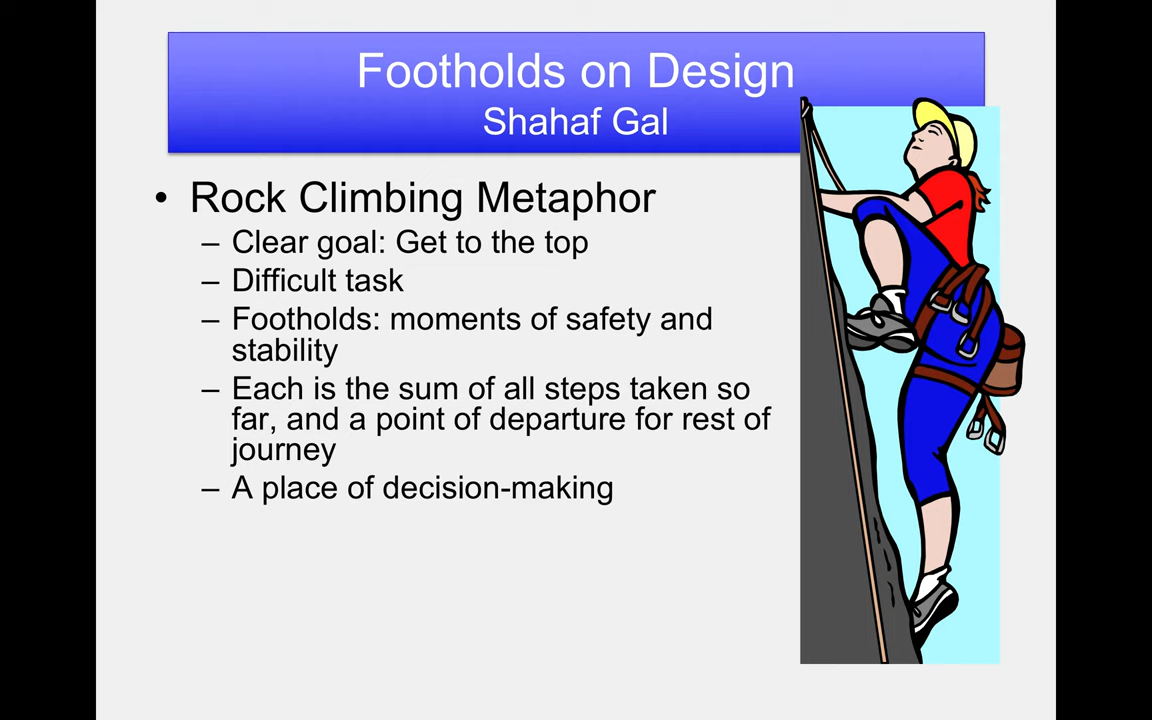 Footholds on Design
Shahaf Gal
• Rock Climbing Metaphor
– Clear goal: Get to the top
– Difficult task
– Footholds: moments of safety and
stability
– Each is the sum of all steps taken so
far, and a point of departure for rest of
journey
– A place of decision-making